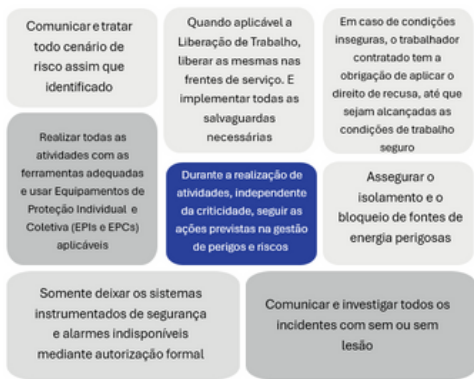 Comunicar e tratar
todo cenário de
risco assim que
identificado
Quando aplicável a
Liberação de Trabalho,
liberar as mesmas nas
frentes de serviço. E
implementar todas as
salvaguardas
necessárias
Em caso de condições
inseguras, o trabalhador
contratado tem a
obrigação de aplicar o
direito de recusa, até que
sejam alcançadas as
condições de trabalho
seguro
Realizar todas as
atividades com as
ferramentas adequadas
e usar Equipamentos de
Proteção Individual e
Coletiva (EPIs e EPCs)
aplicáveis
Durante a realização de
atividades, independente
da criticidade, seguir as
ações previstas na gestão
de perigos e riscos
Assegurar o
isolamento e o
bloqueio de fontes de
energia perigosas
Somente deixar os sistemas
instrumentados de segurança
e alarmes indisponíveis
mediante autorização formal
Comunicar e investigar todos os
incidentes com sem ou sem
lesão